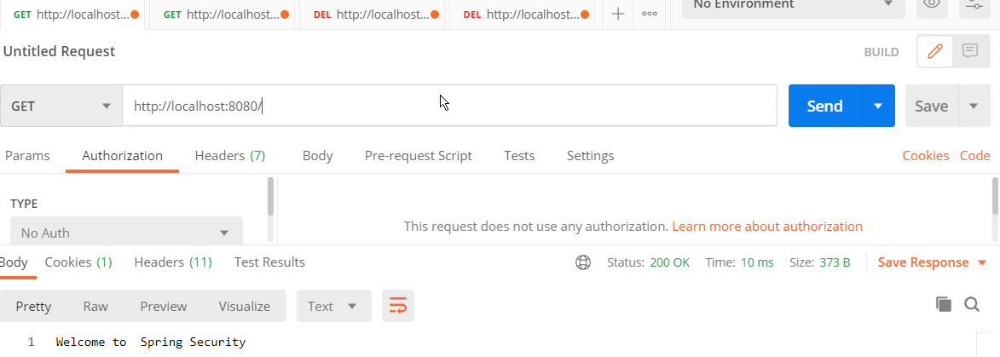 GET http://localhost... GET http://localhost... DEL http://localhost... DEL http://localhost... No Environment
Untitled Request BUILD
GET http://localhost:8080/ Send Save
Params Authorization Headers (7) Body Pre-request Script Tests Settings Cookies Code
TYPE
This request does not use any authorization. Learn more about authorization
No Auth
Body Cookies (1) Headers (11) Test Results Status: 200 OK Time: 10 ms Size: 373 B Save Response
Pretty Raw Preview Visualize Text
1 Welcome to  Spring Security